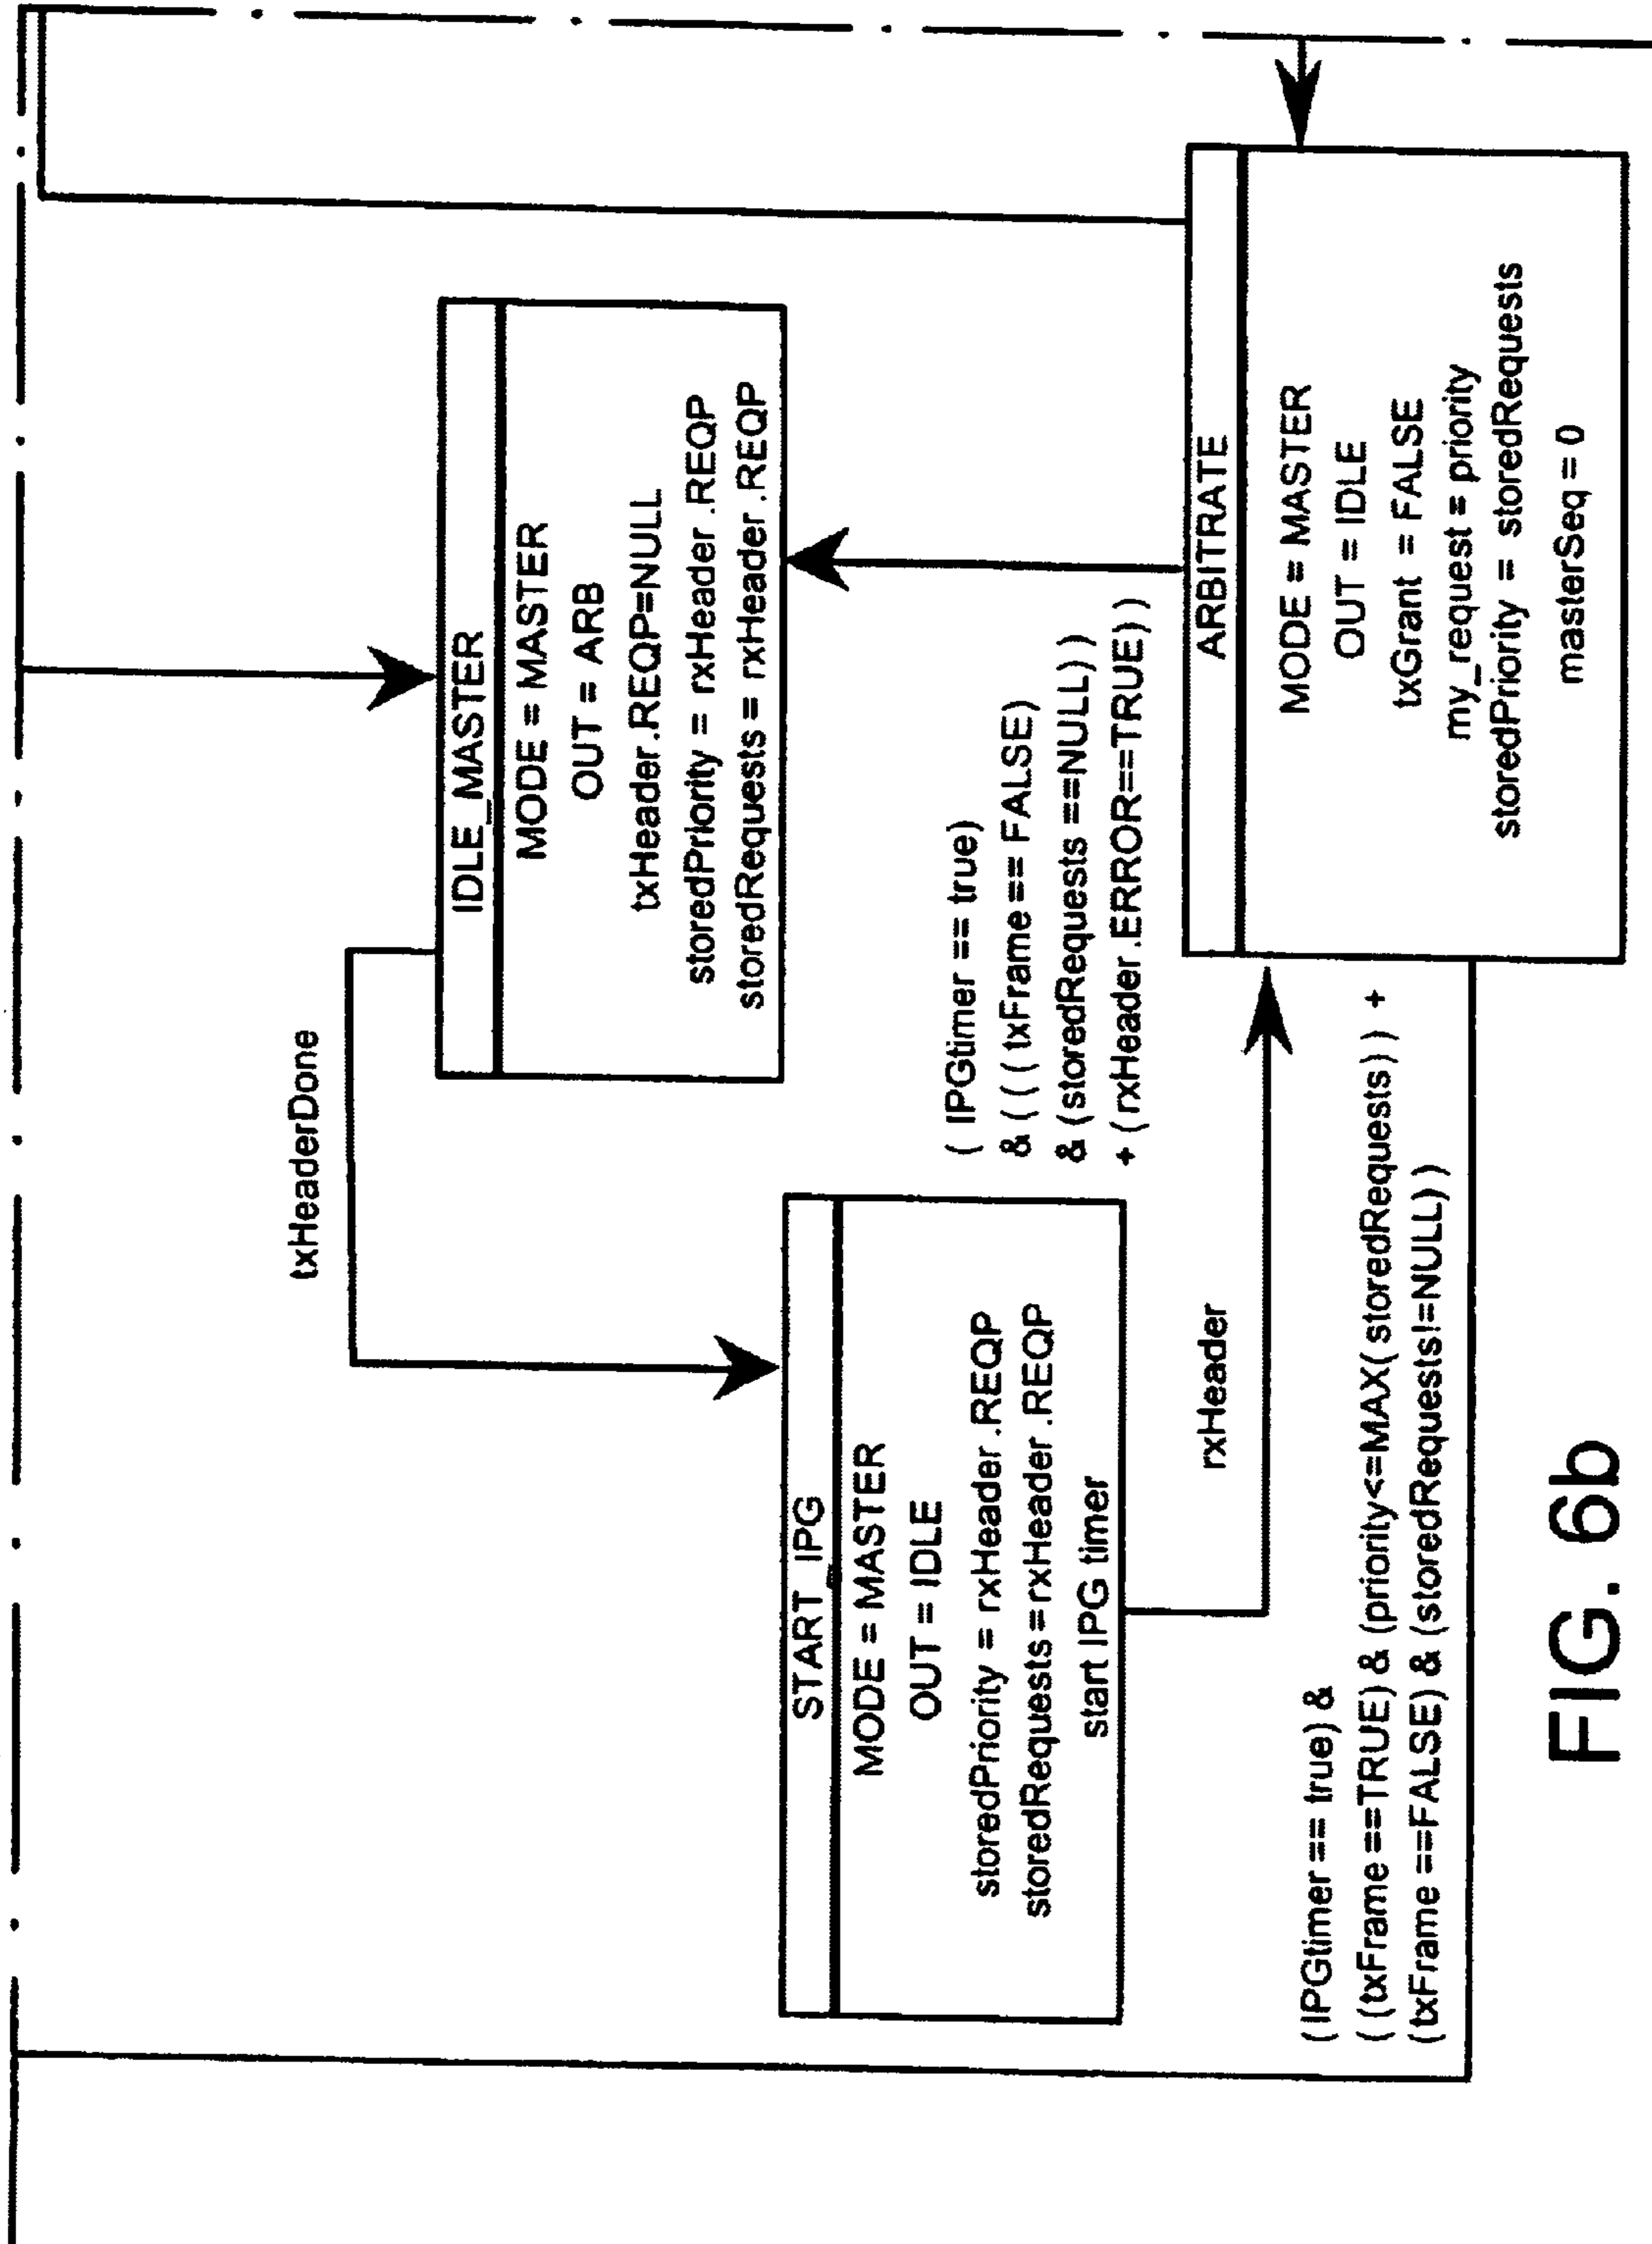 txHeaderDone
IDLE_MASTER
MODE = MASTER
OUT = ARB
txHeader.REQP=NULL
storedPriority = rxHeader.REQP
storedRequests = rxHeader.REQP
START_IPG
MODE = MASTER
OUT = IDLE
storedPriority = rxHeader.REQP
storedRequests=rxHeader.REQP
start IPG timer
( IPGtimer == true)
& ( ( ( txFrame == FALSE)
& (storedRequests ==NULL) )
+ ( rxHeader.ERROR==TRUE) )
rxHeader
ARBITRATE
MODE = MASTER
OUT = IDLE
txGrant = FALSE
my_request = priority
storedPriority = storedRequests
masterSeq = 0
( IPGtimer == true) &
( (txFrame ==TRUE) & (priority<=MAX( storedRequests) ) +
(txFrame ==FALSE) & (storedRequests!=NULL) )
FIG. 6b